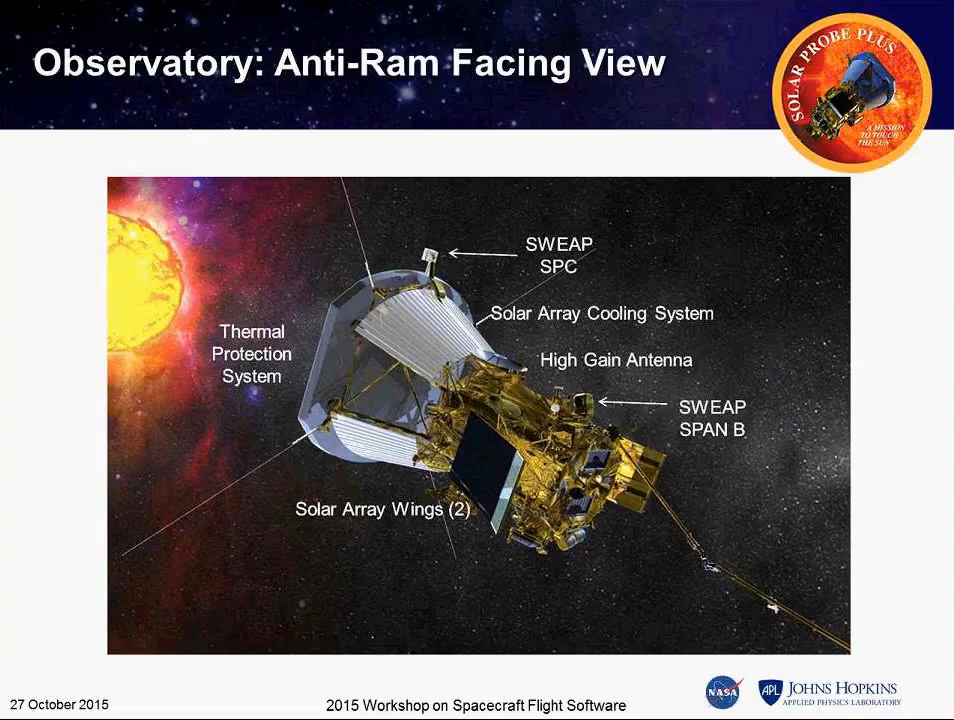 Observatory: Anti-Ram Facing View
SOLAR PROBE PLUS
A MISSION
TO TOUCH
THE SUN
SWEAP
SPC
Solar Array Cooling System
Thermal
Protection
System
High Gain Antenna
SWEAP
SPAN B
Solar Array Wings (2)
27 October 2015
2015 Workshop on Spacecraft Flight Software
NASA
APL
JOHNS HOPKINS
APPLIED PHYSICS LABORATORY